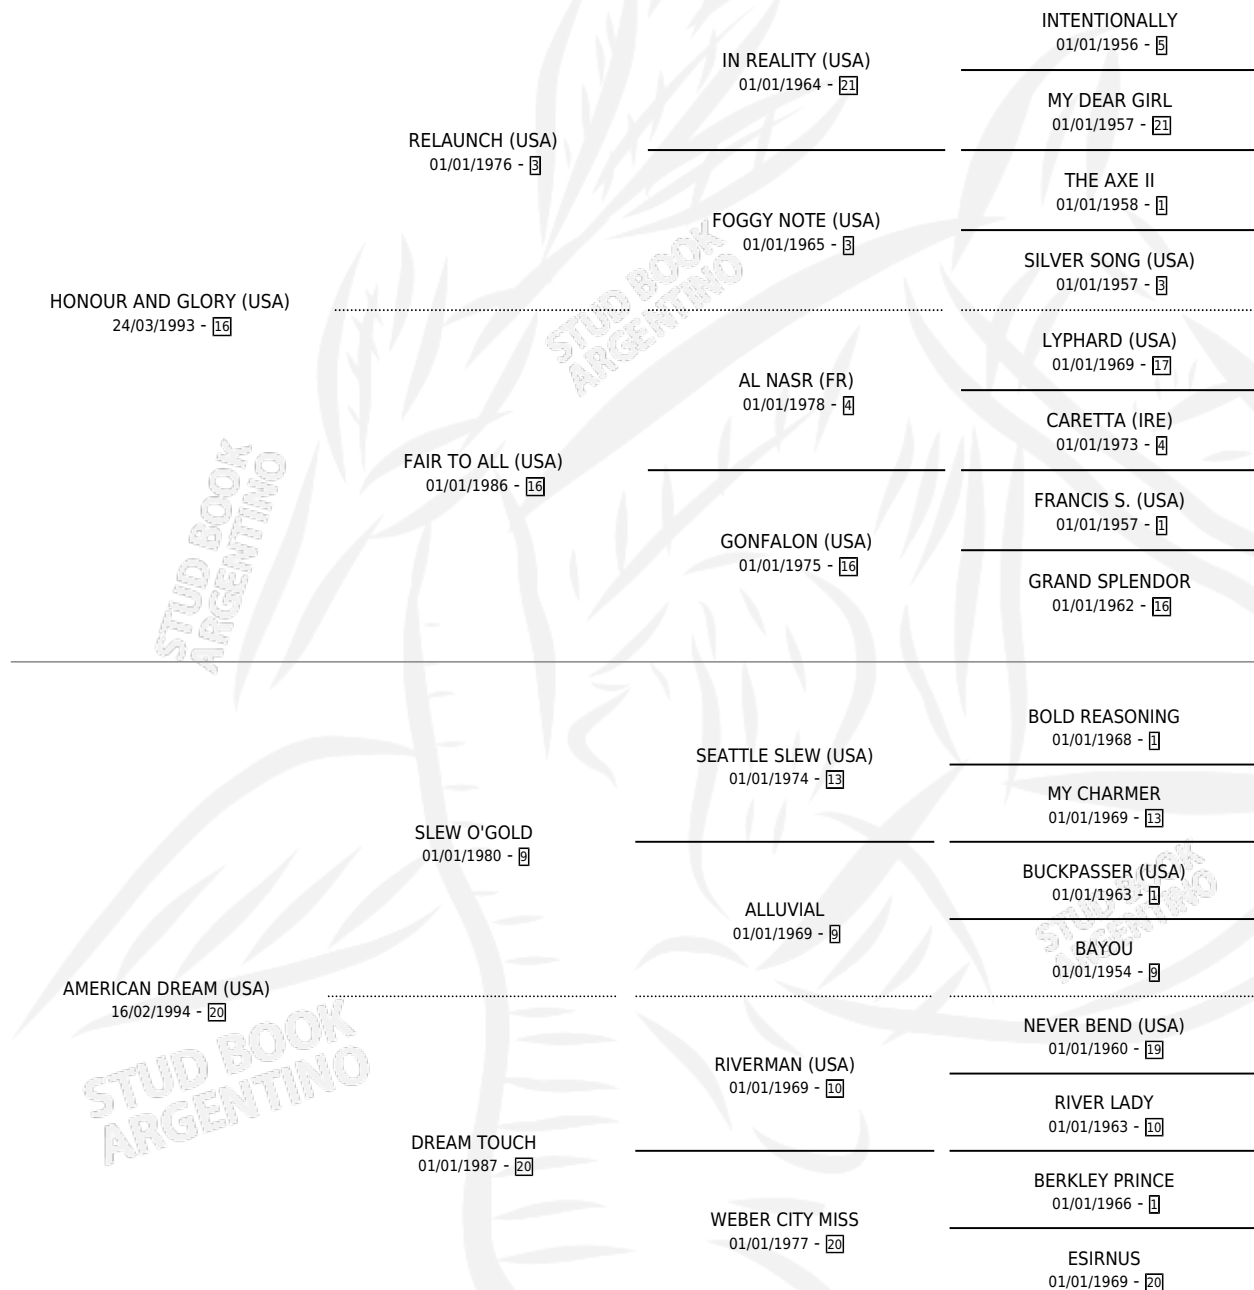 INTENTIONALLY
01/01/1956 - 5
IN REALITY (USA)
01/01/1964 - 21
MY DEAR GIRL
01/01/1957 - 21
RELAUNCH (USA)
01/01/1976 - 3
THE AXE II
01/01/1958 - 1
FOGGY NOTE (USA)
01/01/1965 - 3
SILVER SONG (USA)
01/01/1957 - 3
HONOUR AND GLORY (USA)
24/03/1993 - 16
LYPHARD (USA)
01/01/1969 - 17
AL NASR (FR)
01/01/1978 - 4
CARETTA (IRE)
01/01/1973 - 4
FAIR TO ALL (USA)
01/01/1986 - 16
FRANCIS S. (USA)
01/01/1957 - 1
GONFALON (USA)
01/01/1975 - 16
GRAND SPLENDOR
01/01/1962 - 16
BOLD REASONING
01/01/1968 - 1
SEATTLE SLEW (USA)
01/01/1974 - 13
MY CHARMER
01/01/1969 - 13
SLEW O'GOLD
01/01/1980 - 9
BUCKPASSER (USA)
01/01/1963 - 1
ALLUVIAL
01/01/1969 - 9
BAYOU
01/01/1954 - 9
AMERICAN DREAM (USA)
16/02/1994 - 20
NEVER BEND (USA)
01/01/1960 - 19
RIVERMAN (USA)
01/01/1969 - 10
RIVER LADY
01/01/1963 - 10
DREAM TOUCH
01/01/1987 - 20
BERKLEY PRINCE
01/01/1966 - 1
WEBER CITY MISS
01/01/1977 - 20
ESIRNUS
01/01/1969 - 20
STUD BOOK
ARGENTINO
STUD BOOK
ARGENTINO
STUD BOOK
ARGENTINO
STUD BOOK
ARGENTINO